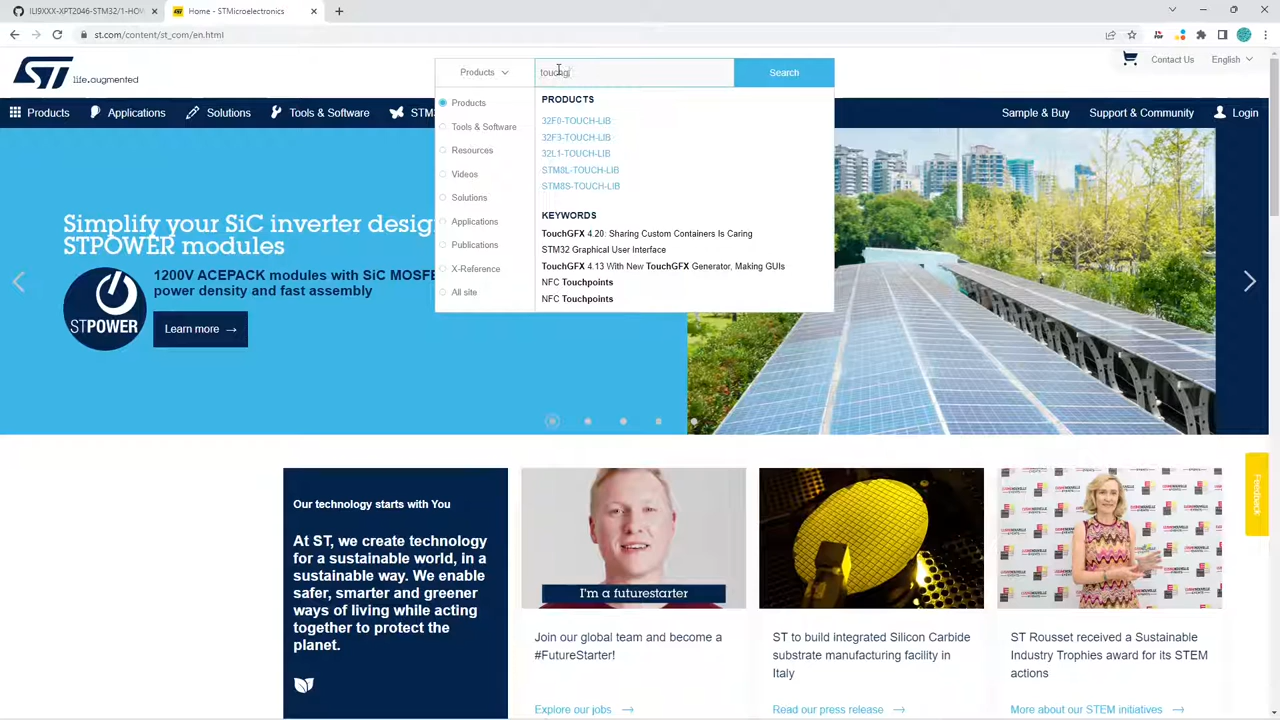 ILI9XXX-XPT2046-STM32/1-HOW
Home - STMicroelectronics
st.com/content/st_com/en.html
ST life.augmented
Products
touchg
Search
Contact Us
English
Products
Applications
Solutions
Tools & Software
STM
Sample & Buy
Support & Community
Login
Products
Tools & Software
Resources
Videos
Solutions
Applications
Publications
X-Reference
All site
PRODUCTS
32F0-TOUCH-LIB
32F3-TOUCH-LIB
32L1-TOUCH-LIB
STM8L-TOUCH-LIB
STM8S-TOUCH-LIB
KEYWORDS
TouchGFX 4.20: Sharing Custom Containers Is Caring
STM32 Graphical User Interface
TouchGFX 4.13 With New TouchGFX Generator, Making GUIs
NFC Touchpoints
NFC Touchpoints
Simplify your SiC inverter desig
STPOWER modules
1200V ACEPACK modules with SiC MOSFE
power density and fast assembly
STPOWER
Learn more
Feedback
Our technology starts with You
At ST, we create technology
for a sustainable world, in a
sustainable way. We enable
safer, smarter and greener
ways of living while acting
together to protect the
planet.
I'm a futurestarter
Join our global team and become a
#FutureStarter!
Explore our jobs
ST to build integrated Silicon Carbide
substrate manufacturing facility in
Italy
Read our press release
ST Rousset received a Sustainable
Industry Trophies award for its STEM
actions
More about our STEM initiatives